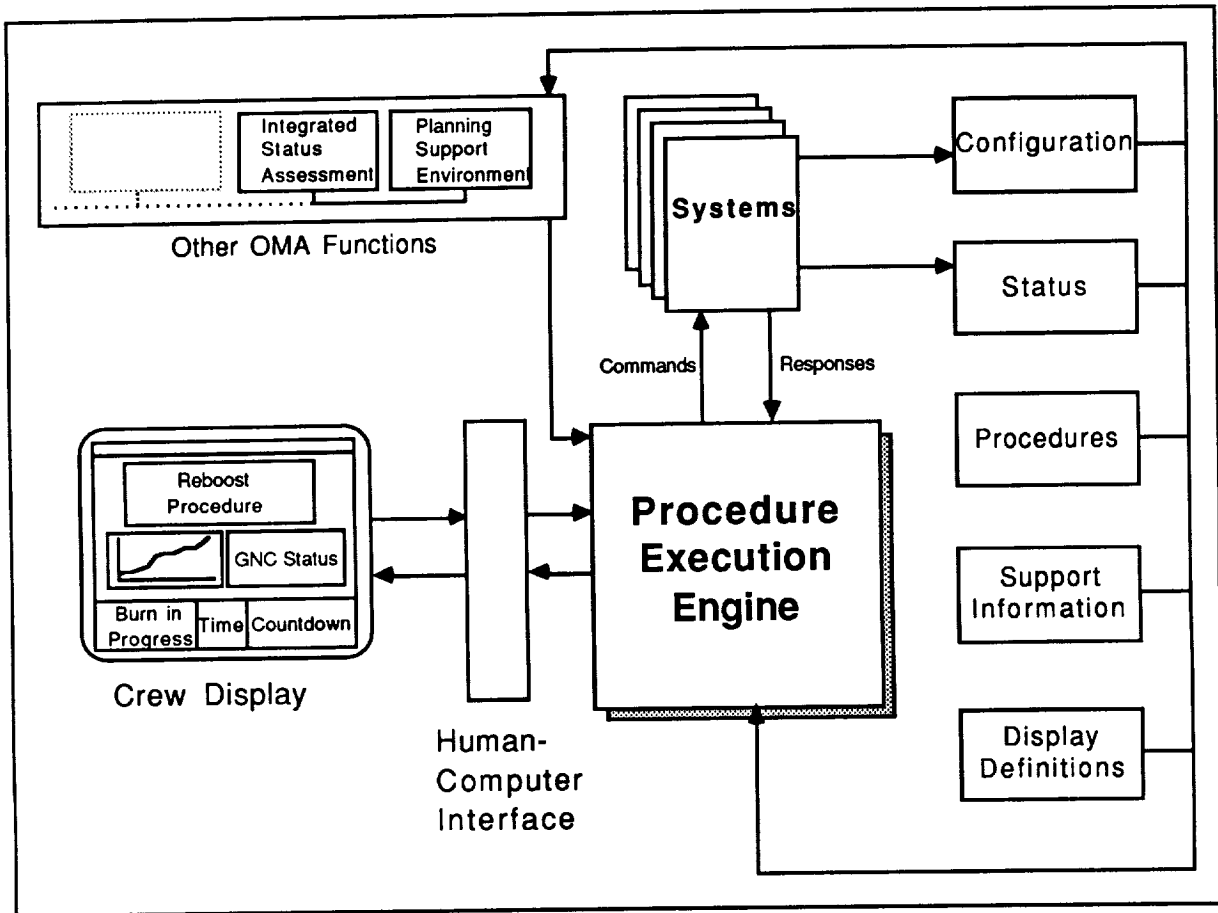 Integrated
Status
Assessment
Planning
Support
Environment
Other OMA Functions
Systems
Configuration
Status
Commands
Responses
Procedures
Support
Information
Display
Definitions
Reboost
Procedure
GNC Status
Burn in
Progress
Time
Countdown
Crew Display
Human-
Computer
Interface
Procedure
Execution
Engine